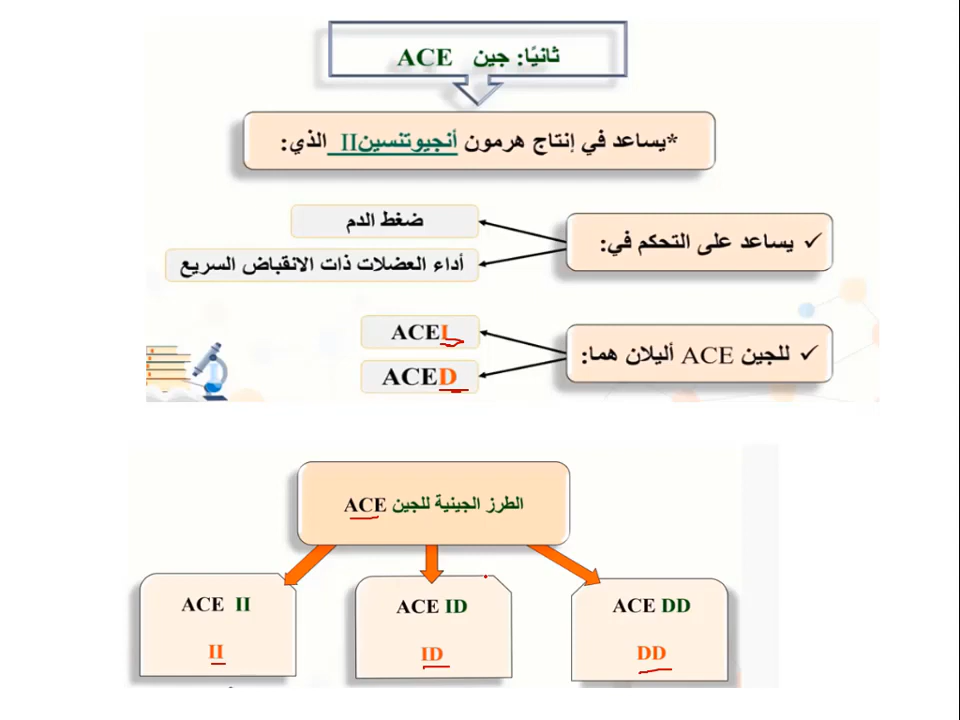 ثانيًا: جين ACE
*يساعد في إنتاج هرمون أنجيوتنسينII الذي:
✓ يساعد على التحكم في:
ضغط الدم
أداء العضلات ذات الانقباض السريع
✓ للجين ACE أليلان هما:
ACEI
ACED
الطرز الجينية للجين ACE
ACE DD
DD
ACE ID
ID
ACE II
II